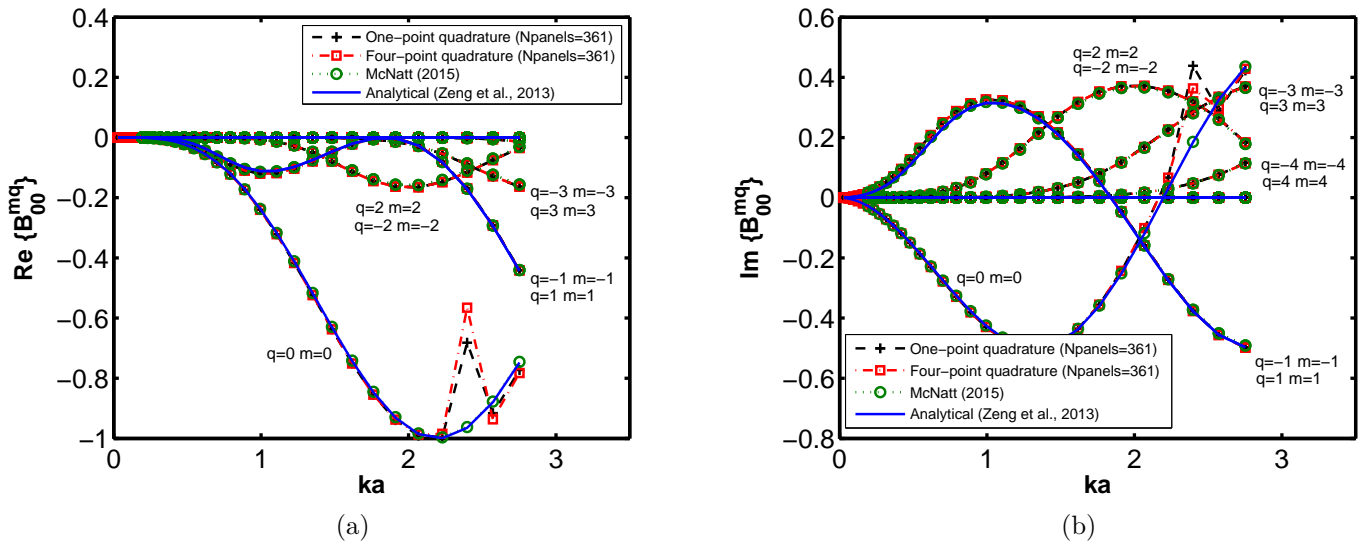 0.4
0.2
0
−0.2
−0.4
−0.6
−0.8
−1
Re {B00^mq}
One−point quadrature (Npanels=361)
Four−point quadrature (Npanels=361)
McNatt (2015)
Analytical (Zeng et al., 2013)
q=2 m=2
q=−2 m=−2
q=−3 m=−3
q=3 m=3
q=−1 m=−1
q=1 m=1
q=0 m=0
0 1 2 3
ka
(a)
0.6
0.4
0.2
0
−0.2
−0.4
−0.6
−0.8
Im {B00^mq}
q=2 m=2
q=−2 m=−2
q=−3 m=−3
q=3 m=3
q=−4 m=−4
q=4 m=4
q=0 m=0
q=−1 m=−1
q=1 m=1
One−point quadrature (Npanels=361)
Four−point quadrature (Npanels=361)
McNatt (2015)
Analytical (Zeng et al., 2013)
0 1 2 3
ka
(b)